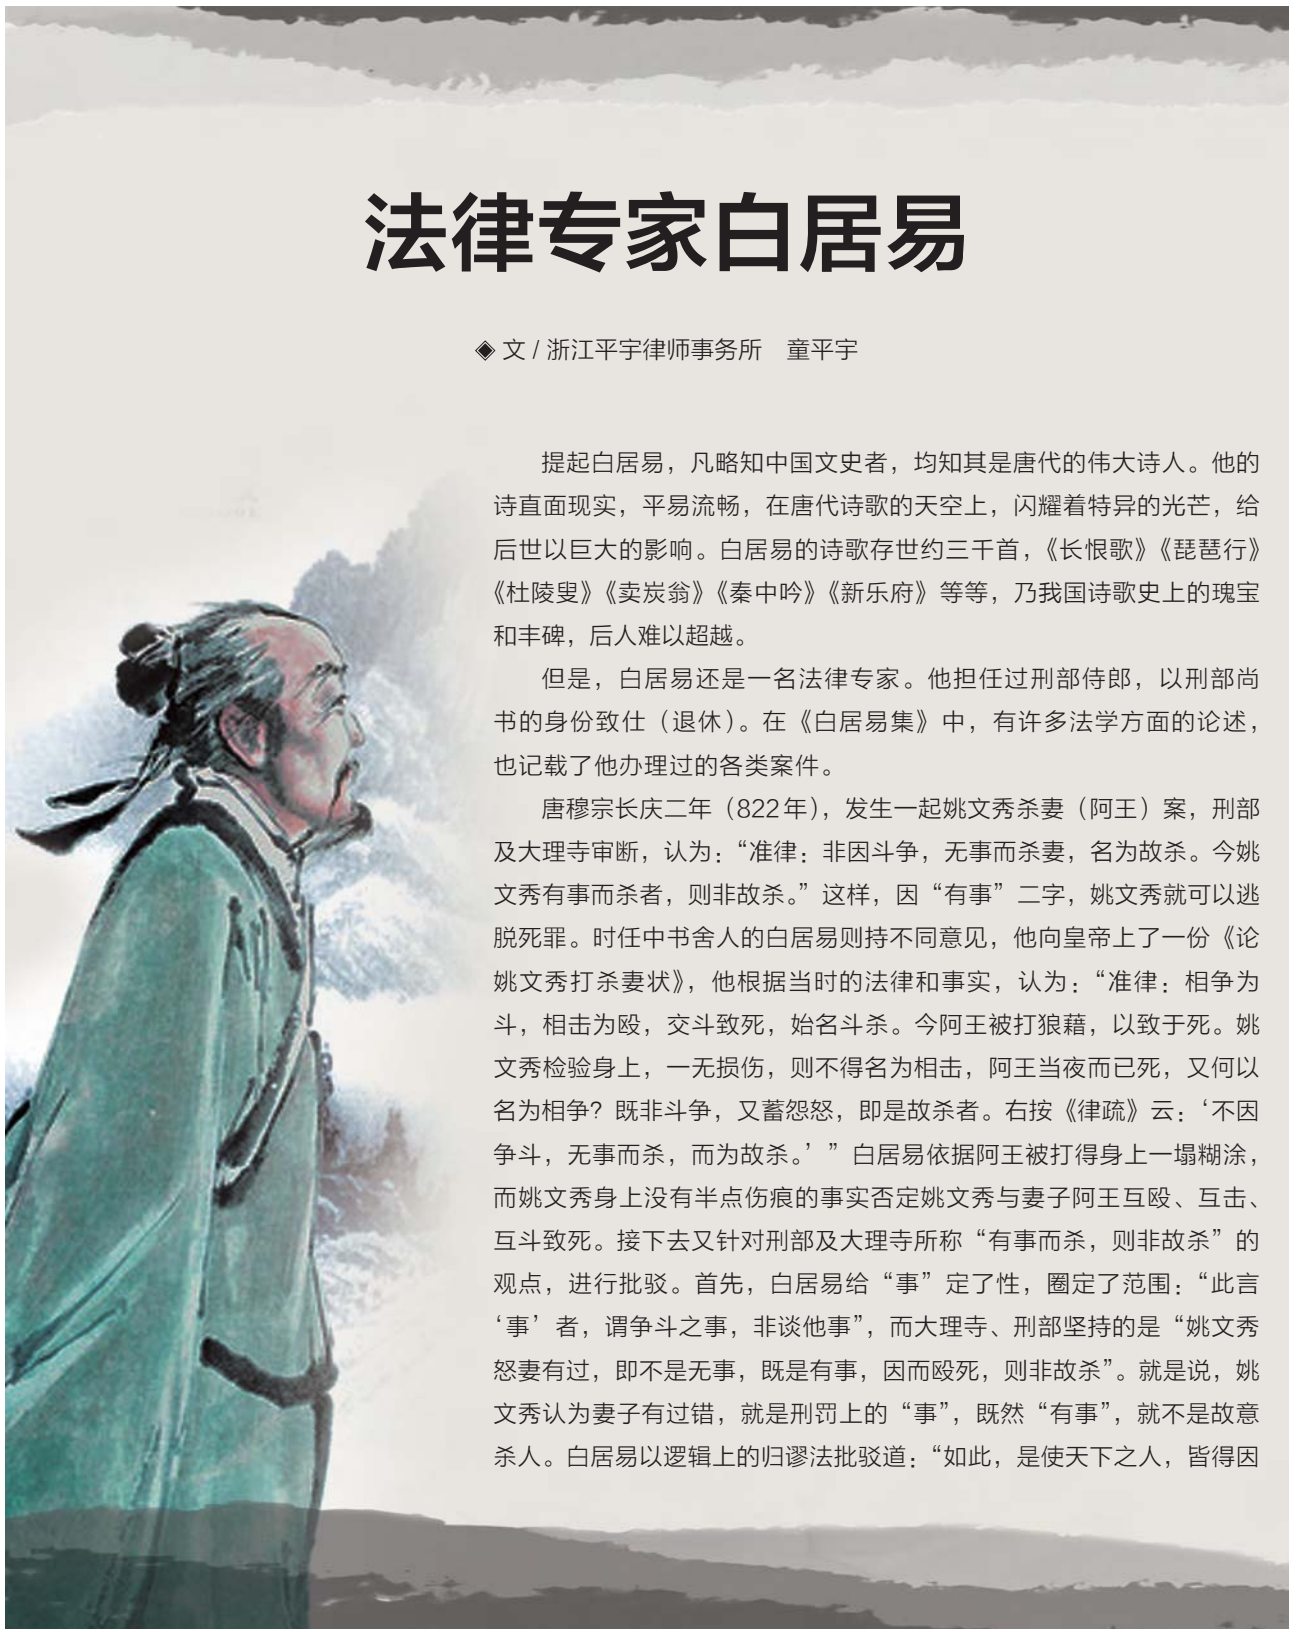 法律专家白居易
◈ 文 / 浙江平宇律师事务所　童平宇
提起白居易，凡略知中国文史者，均知其是唐代的伟大诗人。他的
诗直面现实，平易流畅，在唐代诗歌的天空上，闪耀着特异的光芒，给
后世以巨大的影响。白居易的诗歌存世约三千首，《长恨歌》《琵琶行》
《杜陵叟》《卖炭翁》《秦中吟》《新乐府》等等，乃我国诗歌史上的瑰宝
和丰碑，后人难以超越。
但是，白居易还是一名法律专家。他担任过刑部侍郎，以刑部尚
书的身份致仕（退休）。在《白居易集》中，有许多法学方面的论述，
也记载了他办理过的各类案件。
唐穆宗长庆二年（822年），发生一起姚文秀杀妻（阿王）案，刑部
及大理寺审断，认为：“准律：非因斗争，无事而杀妻，名为故杀。今姚
文秀有事而杀者，则非故杀。”这样，因“有事”二字，姚文秀就可以逃
脱死罪。时任中书舍人的白居易则持不同意见，他向皇帝上了一份《论
姚文秀打杀妻状》，他根据当时的法律和事实，认为：“准律：相争为
斗，相击为殴，交斗致死，始名斗杀。今阿王被打狼藉，以致于死。姚
文秀检验身上，一无损伤，则不得名为相击，阿王当夜而已死，又何以
名为相争？既非斗争，又蓄怨怒，即是故杀者。右按《律疏》云：‘不因
争斗，无事而杀，而为故杀。’”白居易依据阿王被打得身上一塌糊涂，
而姚文秀身上没有半点伤痕的事实否定姚文秀与妻子阿王互殴、互击、
互斗致死。接下去又针对刑部及大理寺所称“有事而杀，则非故杀”的
观点，进行批驳。首先，白居易给“事”定了性，圈定了范围：“此言
‘事’者，谓争斗之事，非谈他事”，而大理寺、刑部坚持的是“姚文秀
怒妻有过，即不是无事，既是有事，因而殴死，则非故杀”。就是说，姚
文秀认为妻子有过错，就是刑罚上的“事”，既然“有事”，就不是故意
杀人。白居易以逻辑上的归谬法批驳道：“如此，是使天下之人，皆得因